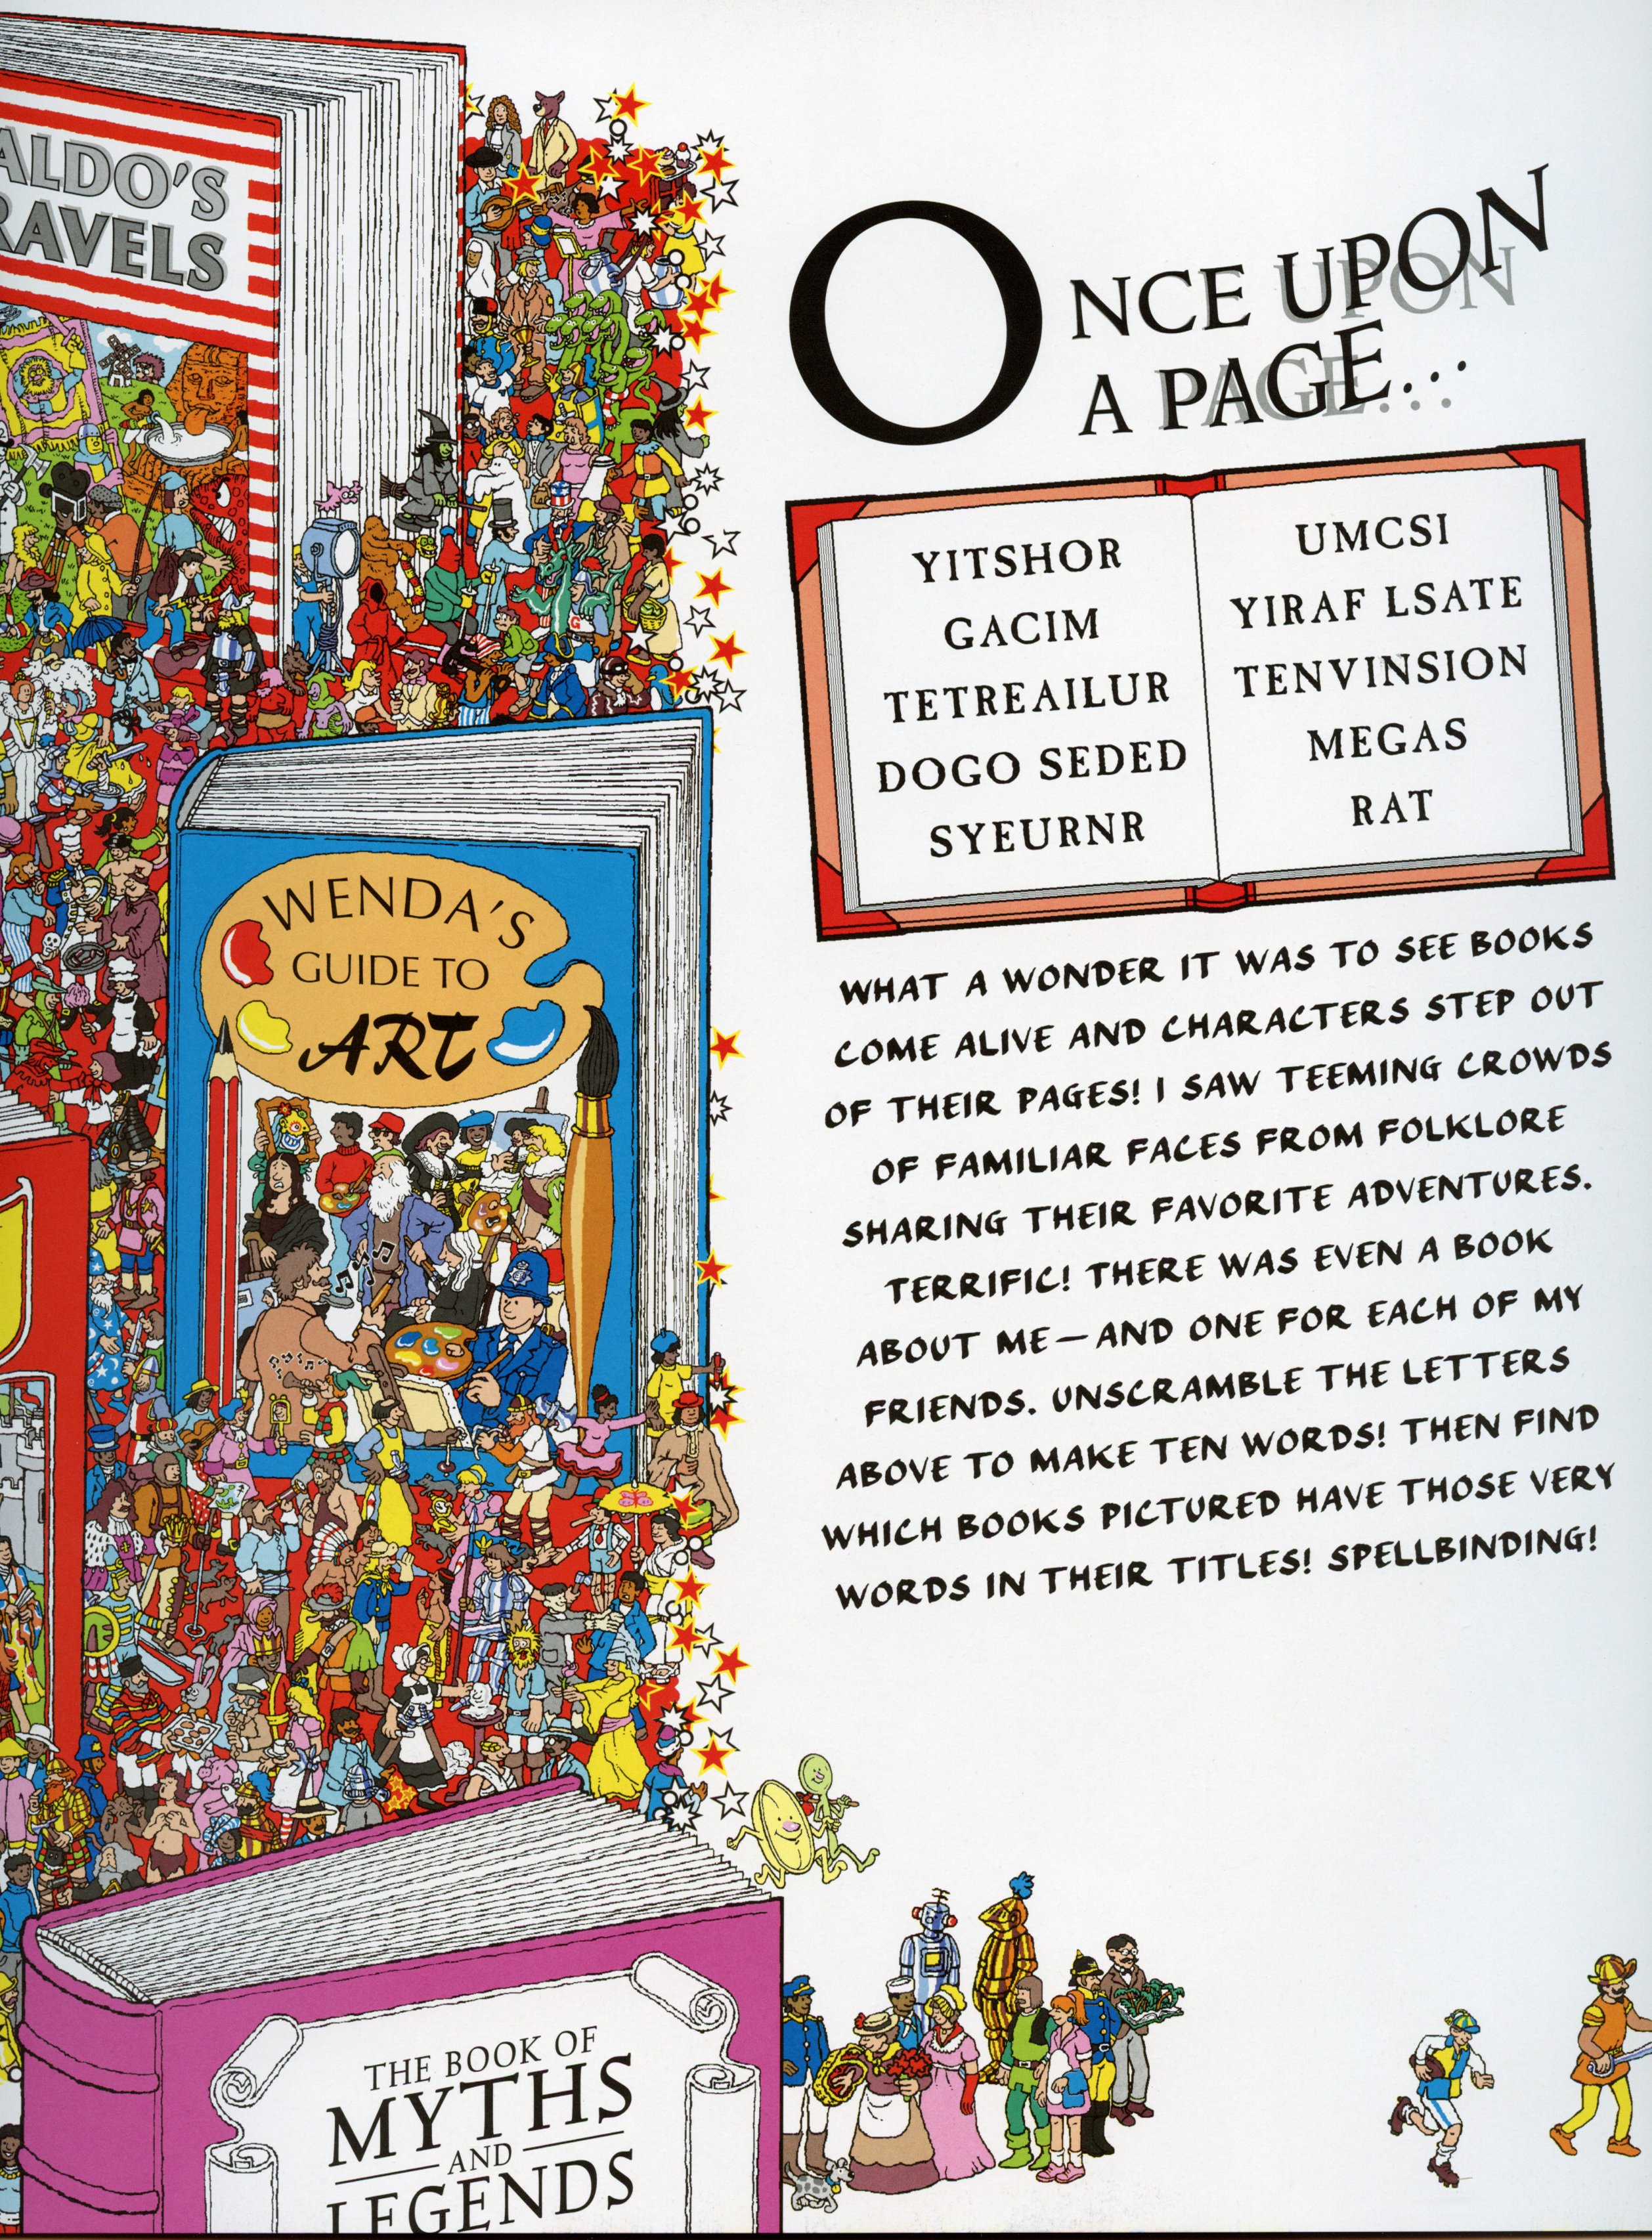 ALDO'S
RAVELS
ONCE UPON
A PAGE...
YITSHOR
GACIM
TETREAILUR
DOGO SEDED
SYEURNR
UMCSI
YIRAF LSATE
TENVINSION
MEGAS
RAT
WHAT A WONDER IT WAS TO SEE BOOKS
COME ALIVE AND CHARACTERS STEP OUT
OF THEIR PAGES! I SAW TEEMING CROWDS
OF FAMILIAR FACES FROM FOLKLORE
SHARING THEIR FAVORITE ADVENTURES.
TERRIFIC! THERE WAS EVEN A BOOK
ABOUT ME—AND ONE FOR EACH OF MY
FRIENDS. UNSCRAMBLE THE LETTERS
ABOVE TO MAKE TEN WORDS! THEN FIND
WHICH BOOKS PICTURED HAVE THOSE VERY
WORDS IN THEIR TITLES! SPELLBINDING!
WENDA'S
GUIDE TO
ART
G
THE BOOK OF
MYTHS
AND
LEGENDS